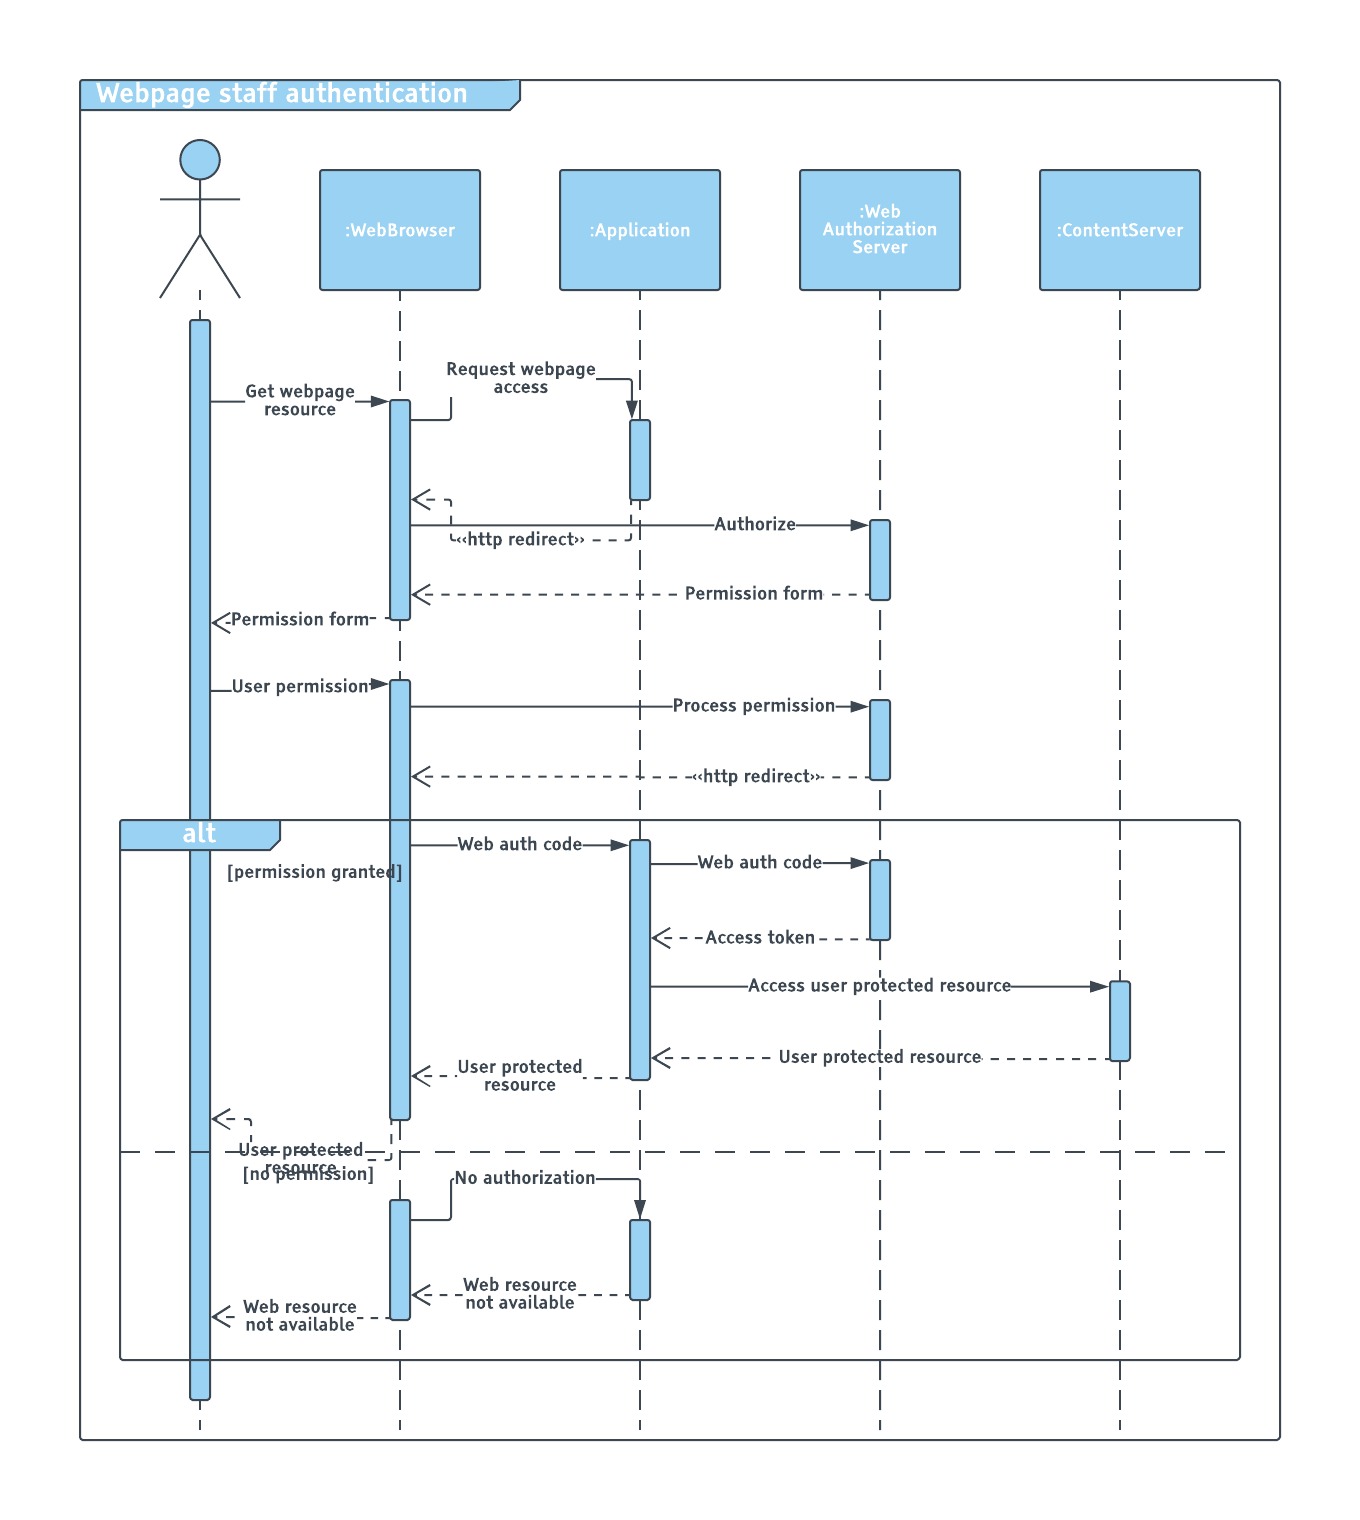 Webpage staff authentication
:WebBrowser
:Application
:Web
Authorization
Server
:ContentServer
Request webpage
access
Get webpage
resource
Authorize
‹‹http redirect››
Permission form
Permission form
User permission
Process permission
‹‹http redirect››
alt
Web auth code
Web auth code
[permission granted]
Access token
Access user protected resource
User protected resource
User protected
resource
User protected
resource
[no permission]
No authorization
Web resource
not available
Web resource
not available